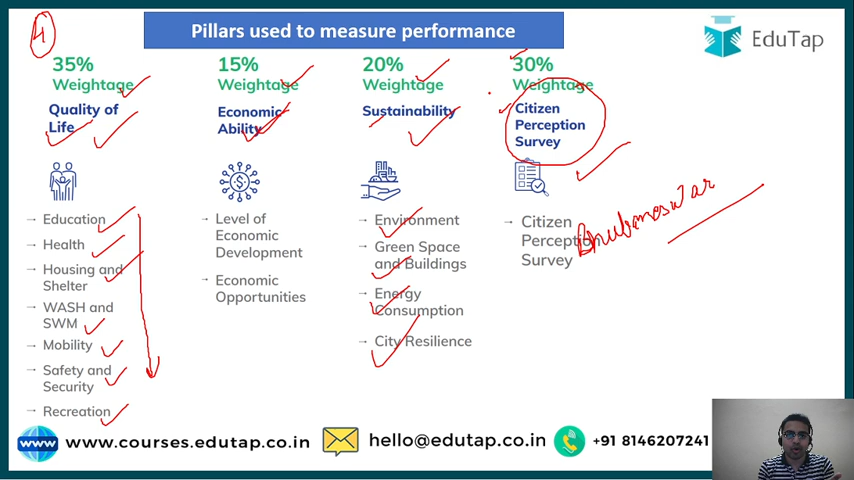 4
Pillars used to measure performance
EduTap
35%
Weightage
Quality of
Life
Education
Health
Housing and
Shelter
WASH and
SWM
Mobility
Safety and
Security
Recreation
15%
Weightage
Economic
Ability
Level of
Economic
Development
Economic
Opportunities
20%
Weightage
Sustainability
Environment
Green Space
and Buildings
Energy
Consumption
City Resilience
30%
Weightage
Citizen
Perception
Survey
Citizen
Perception
Survey
Bhubneswar
www
www.courses.edutap.co.in
hello@edutap.co.in
+91 8146207241